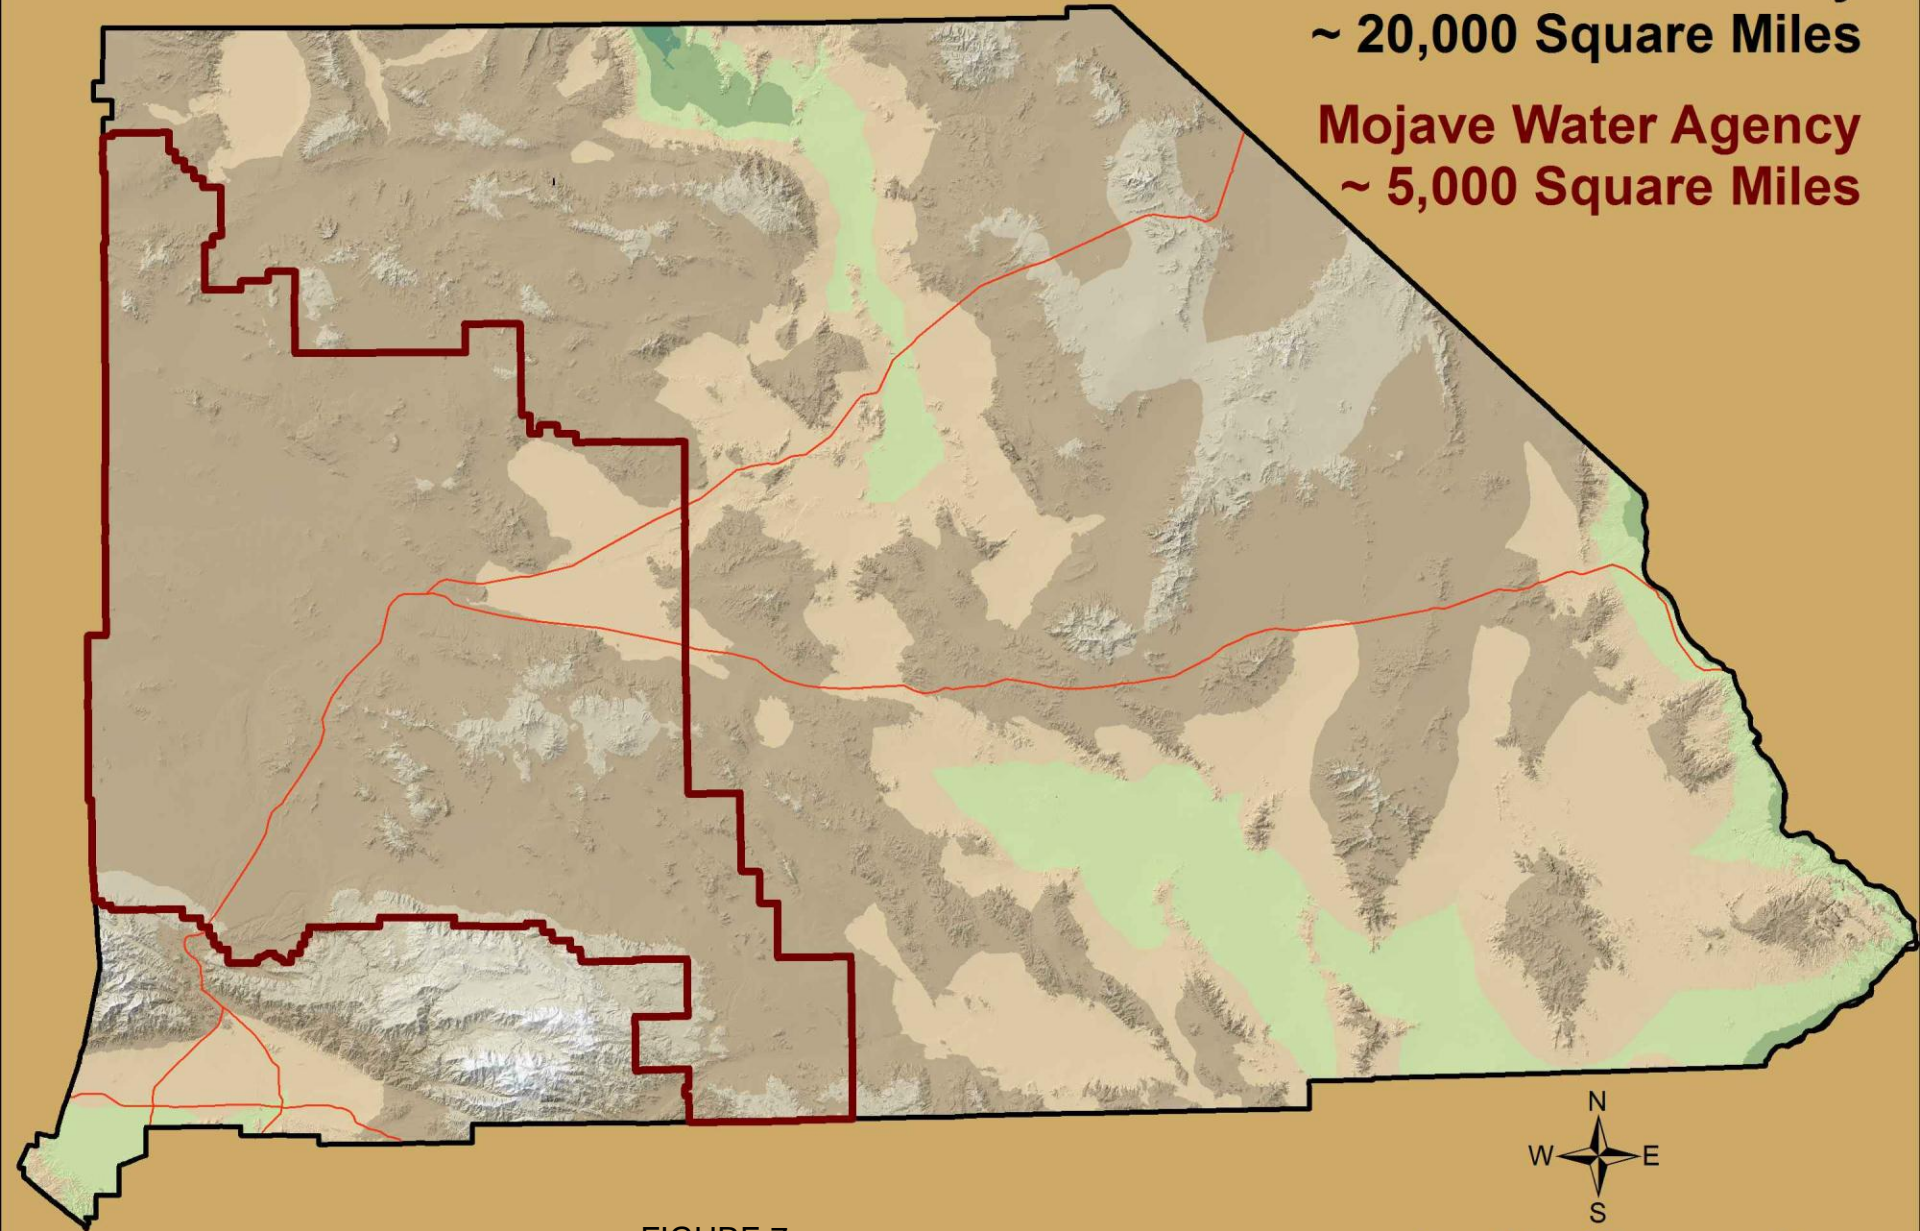 ~ 20,000 Square Miles
Mojave Water Agency
~ 5,000 Square Miles
N
W E
S